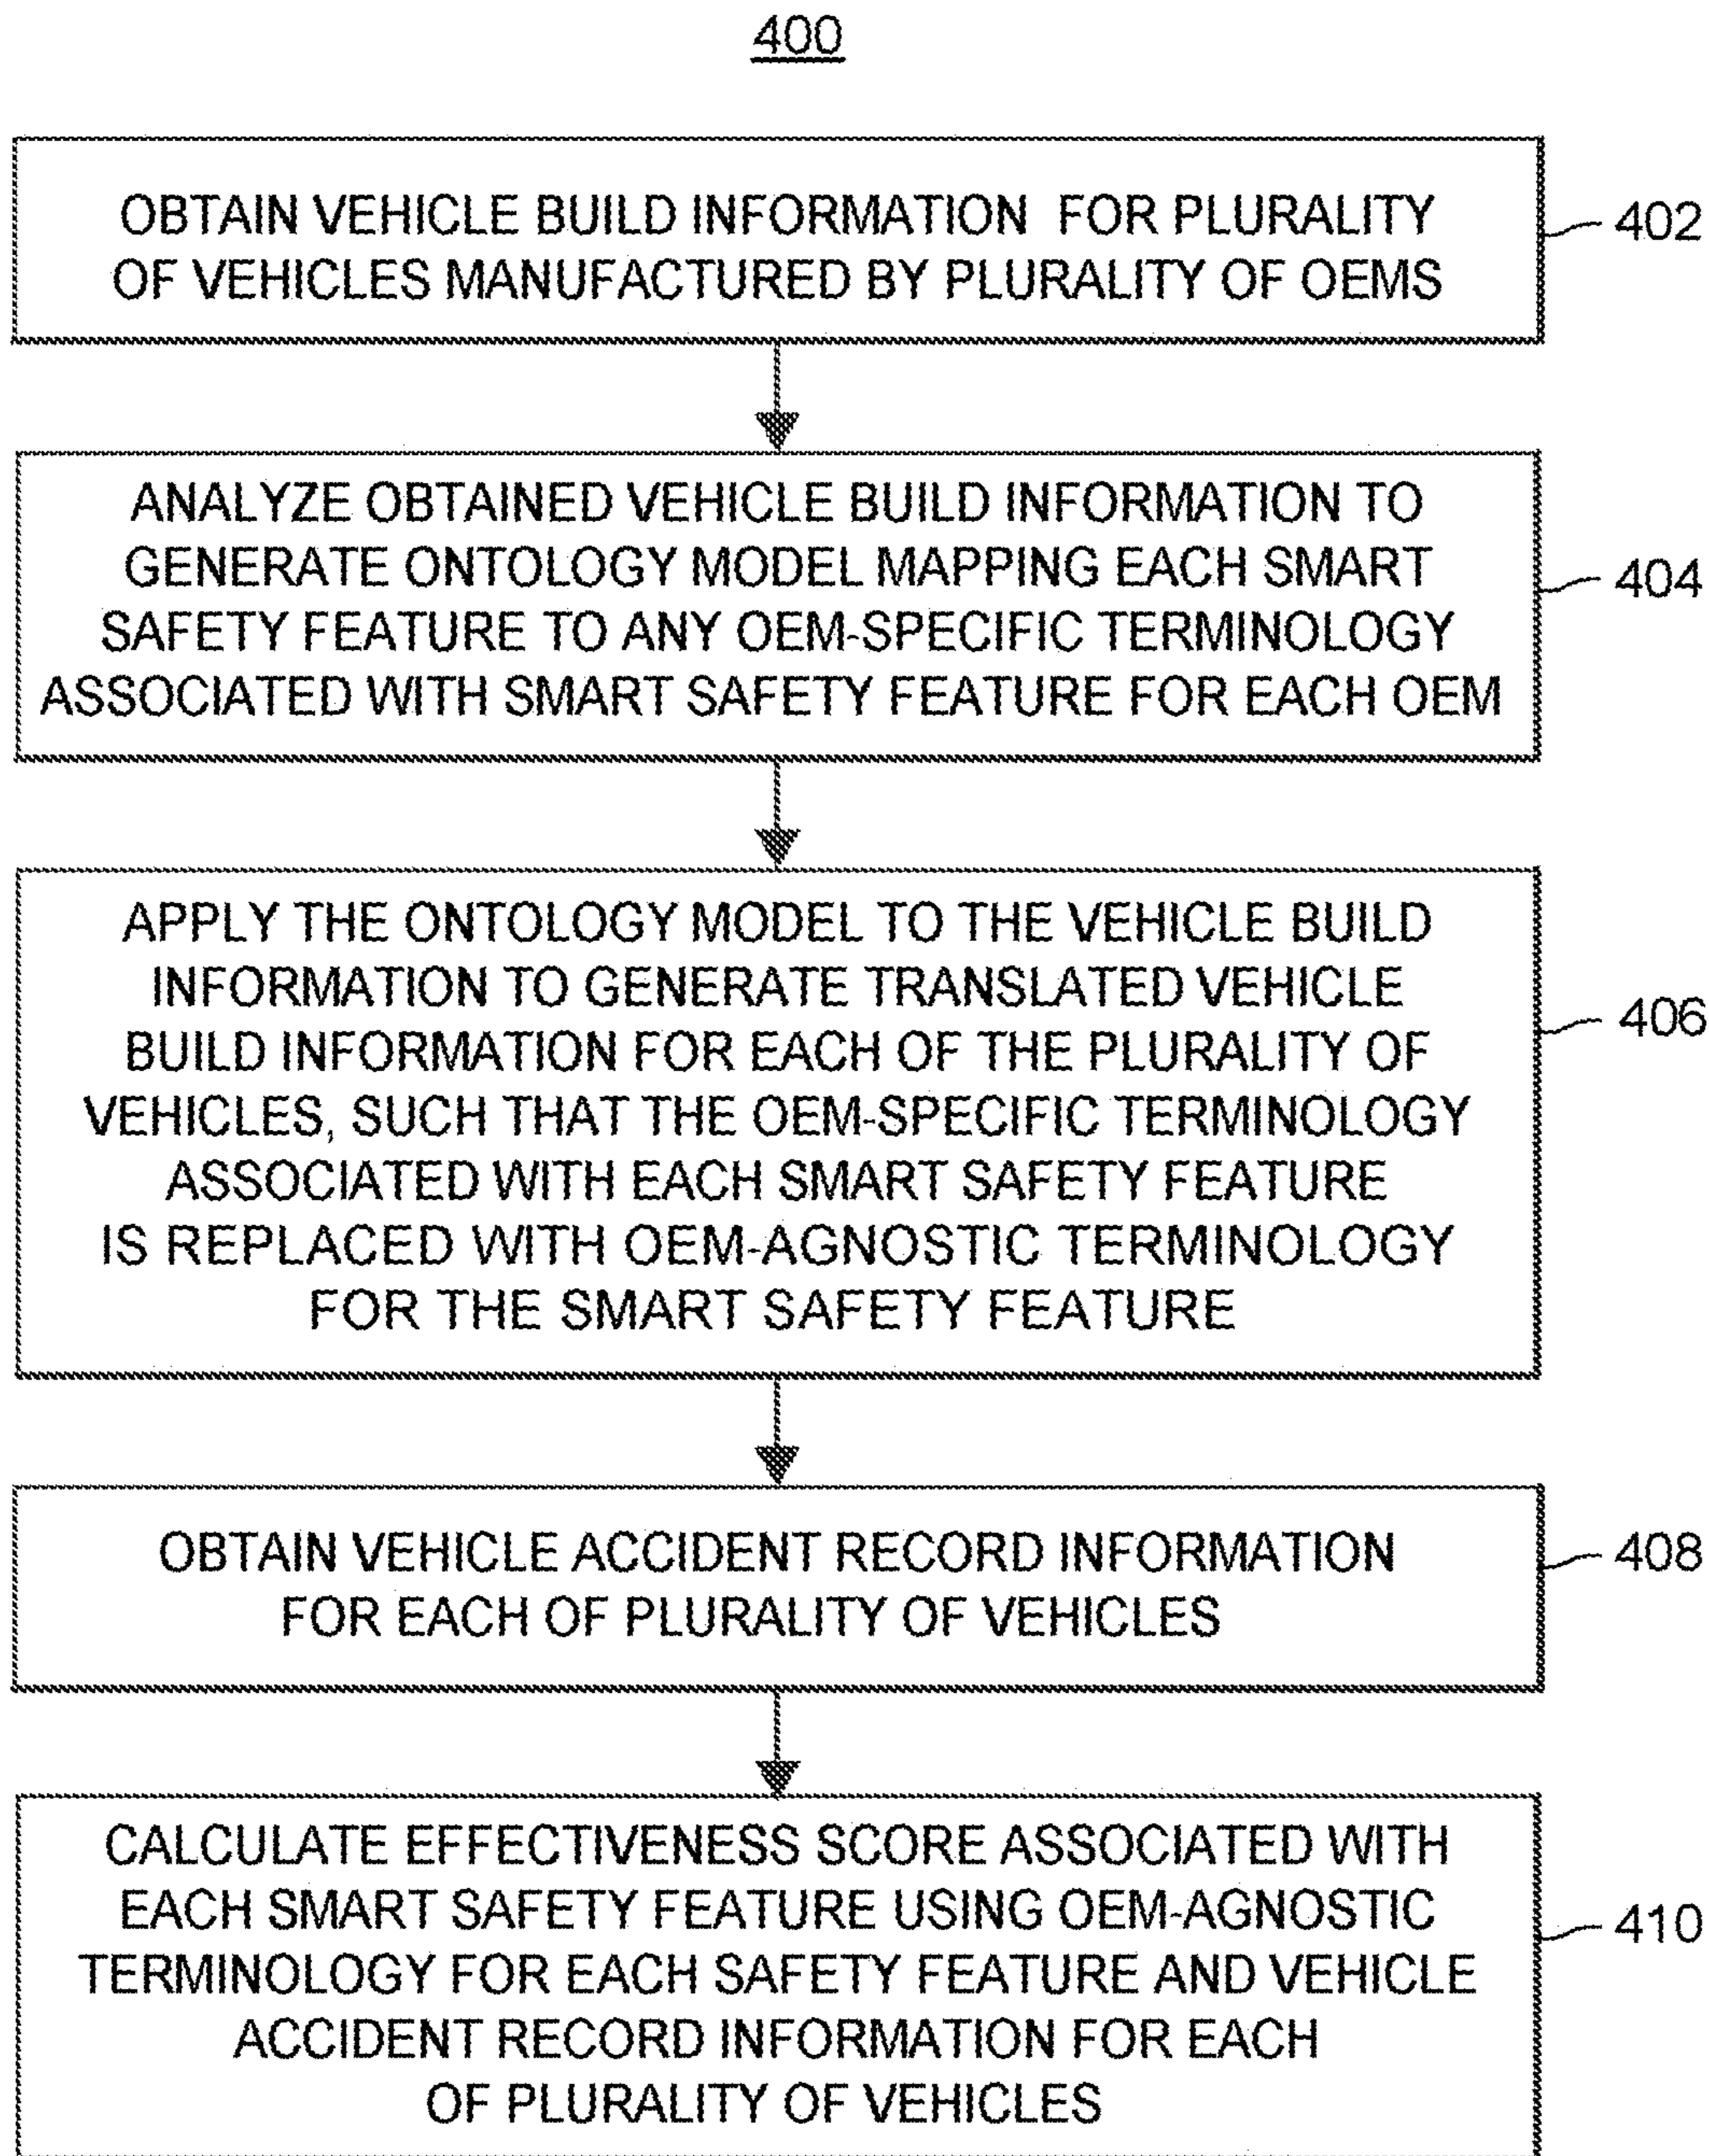 400
OBTAIN VEHICLE BUILD INFORMATION FOR PLURALITY
OF VEHICLES MANUFACTURED BY PLURALITY OF OEMS
402
ANALYZE OBTAINED VEHICLE BUILD INFORMATION TO
GENERATE ONTOLOGY MODEL MAPPING EACH SMART
SAFETY FEATURE TO ANY OEM-SPECIFIC TERMINOLOGY
ASSOCIATED WITH SMART SAFETY FEATURE FOR EACH OEM
404
APPLY THE ONTOLOGY MODEL TO THE VEHICLE BUILD
INFORMATION TO GENERATE TRANSLATED VEHICLE
BUILD INFORMATION FOR EACH OF THE PLURALITY OF
VEHICLES, SUCH THAT THE OEM-SPECIFIC TERMINOLOGY
ASSOCIATED WITH EACH SMART SAFETY FEATURE
IS REPLACED WITH OEM-AGNOSTIC TERMINOLOGY
FOR THE SMART SAFETY FEATURE
406
OBTAIN VEHICLE ACCIDENT RECORD INFORMATION
FOR EACH OF PLURALITY OF VEHICLES
408
CALCULATE EFFECTIVENESS SCORE ASSOCIATED WITH
EACH SMART SAFETY FEATURE USING OEM-AGNOSTIC
TERMINOLOGY FOR EACH SAFETY FEATURE AND VEHICLE
ACCIDENT RECORD INFORMATION FOR EACH
OF PLURALITY OF VEHICLES
410